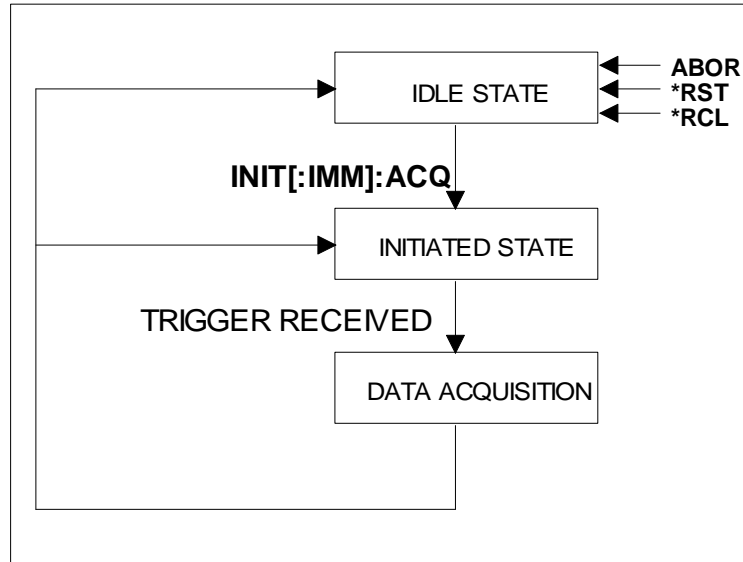 IDLE STATE
ABOR
*RST
*RCL
INIT[:IMM]:ACQ
INITIATED STATE
TRIGGER RECEIVED
DATA ACQUISITION